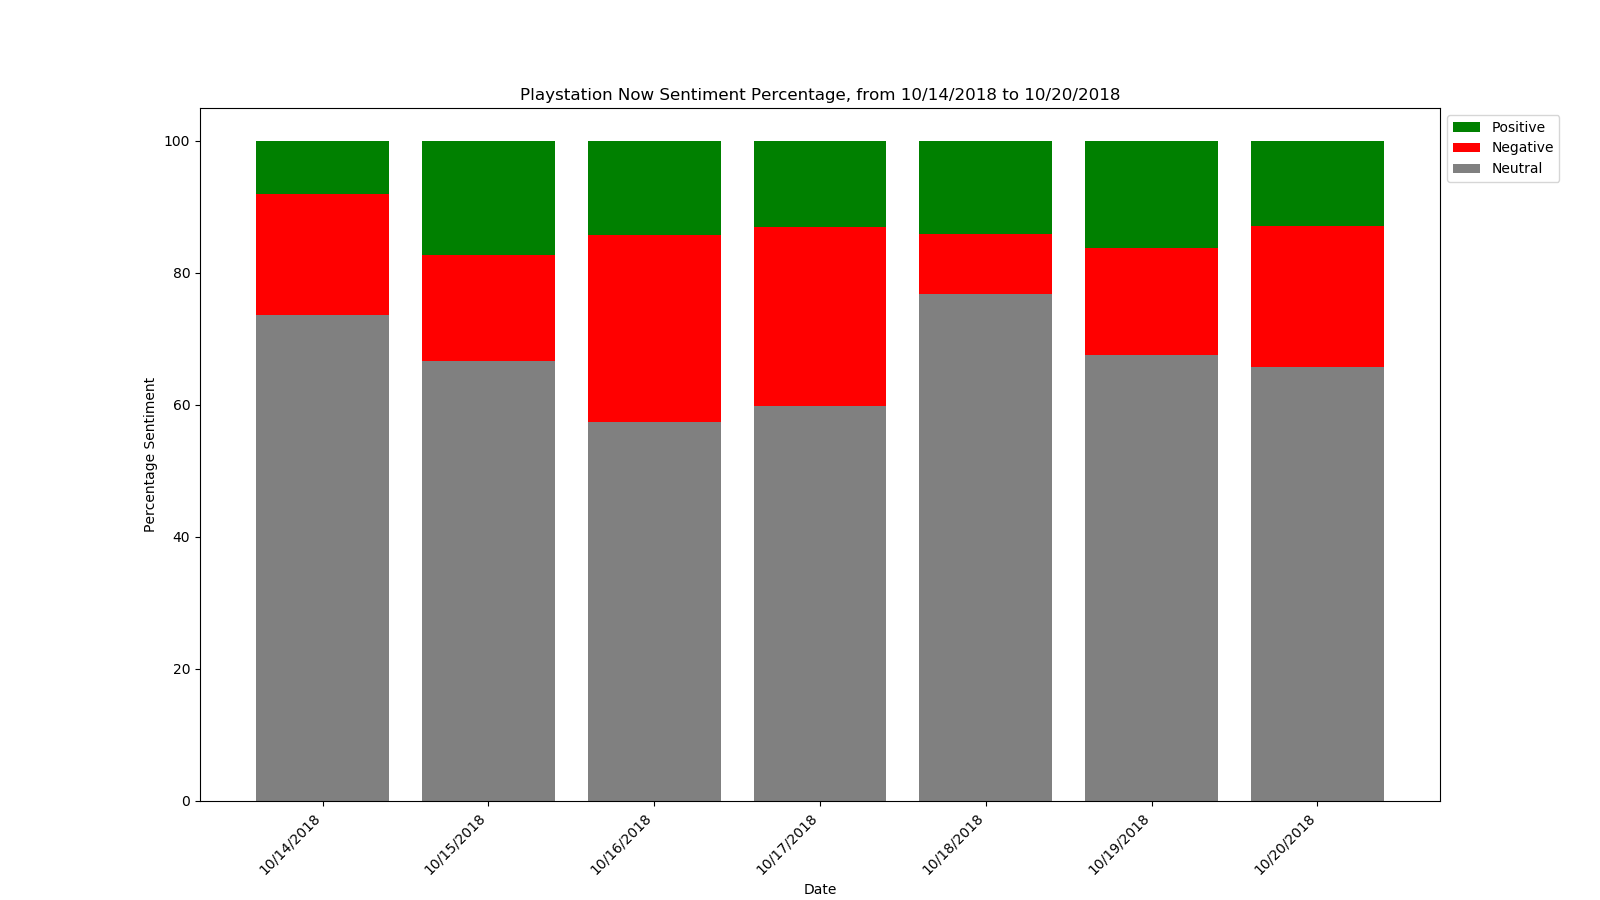 Playstation Now Sentiment Percentage, from 10/14/2018 to 10/20/2018
Positive
Negative
Neutral
Percentage Sentiment
100
80
60
40
20
0
10/14/2018
10/15/2018
10/16/2018
10/17/2018
10/18/2018
10/19/2018
10/20/2018
Date